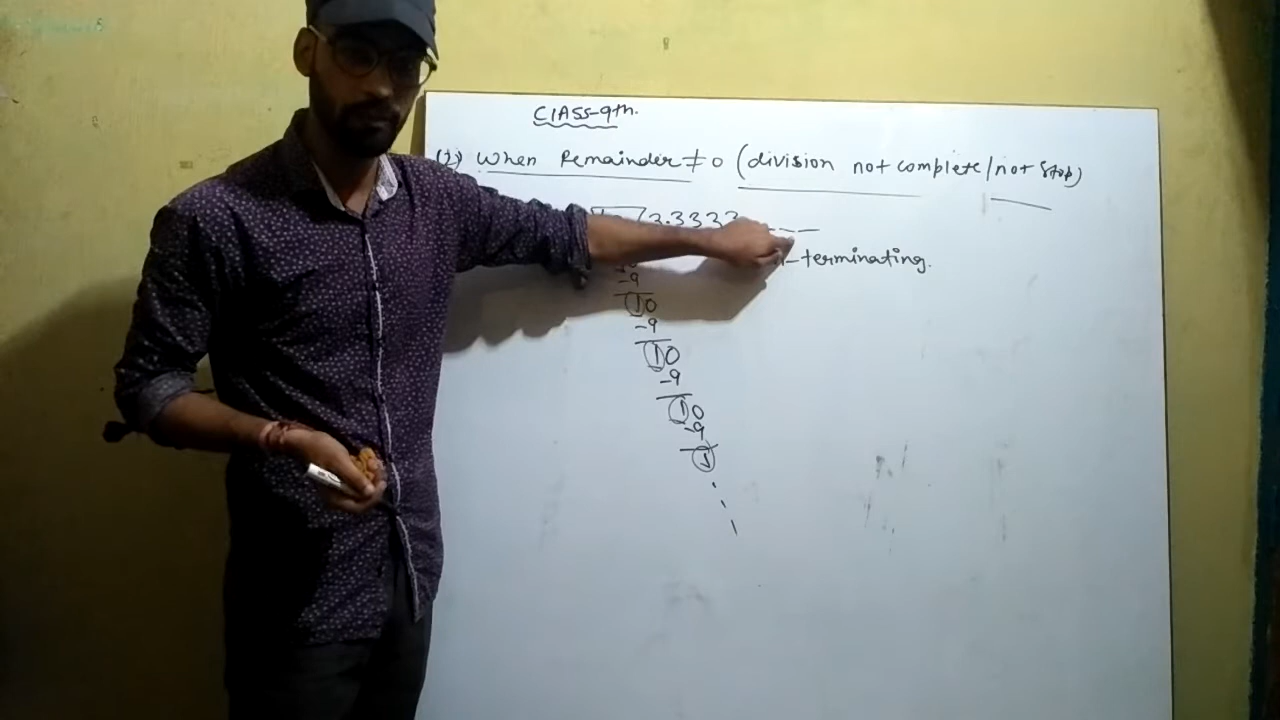 CLASS-9th.
(2) When Remainder ≠ 0 (division not complete/not stop)
3.3333 - - -
-terminating.
-9
10
-9
10
-9
10
-9
1